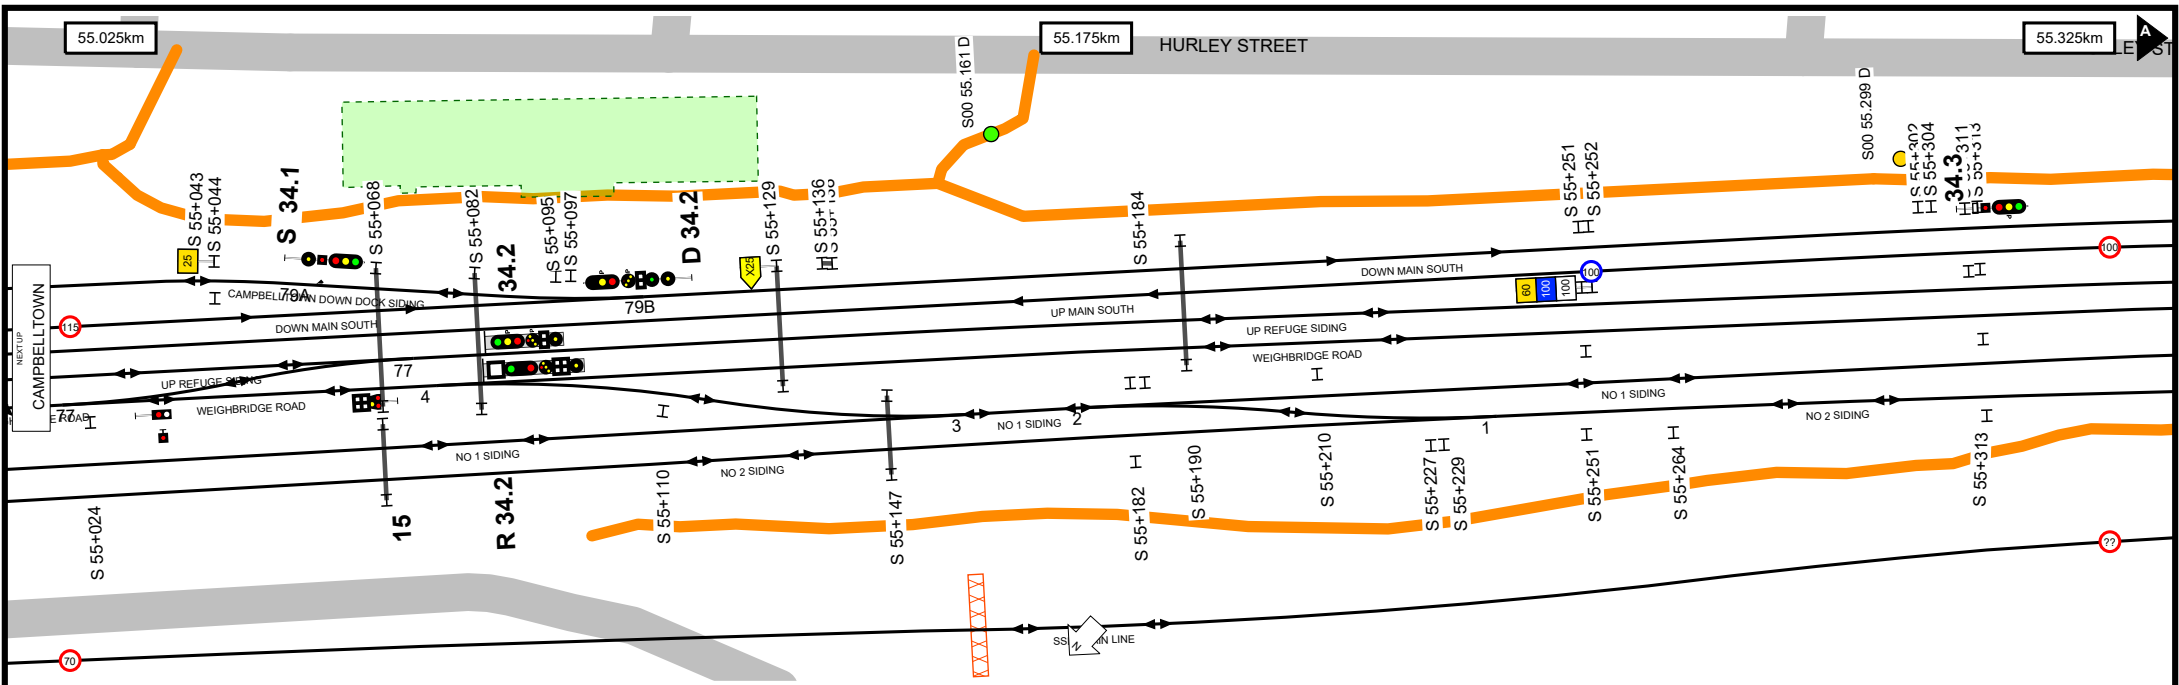 55.025km
55.175km
HURLEY STREET
55.325km
A
S00 55.161 D
S00 55.299 D
S 55+043
S 55+044
S 34.1
S 55+068
S 55+082
34.2
S 55+095
S 55+097
D 34.2
S 55+129
S 55+136
S 55+184
S 55+251
S 55+252
S 55+304
34.3
S 55+313
25
X25
79A
CAMPBELLTOWN DOWN DOCK SIDING
79B
DOWN MAIN SOUTH
DOWN MAIN SOUTH
UP MAIN SOUTH
60
100
100
100
100
115
NEXT UP
CAMPBELLTOWN
UP REFUGE SIDING
UP REFUGE SIDING
WEIGHBRIDGE ROAD
WEIGHBRIDGE ROAD
77
77
4
3
2
1
NO 1 SIDING
NO 1 SIDING
NO 1 SIDING
NO 2 SIDING
NO 2 SIDING
S 55+024
15
R 34.2
S 55+110
S 55+147
S 55+182
S 55+190
S 55+210
S 55+227
S 55+229
S 55+251
S 55+264
S 55+313
??
70
N